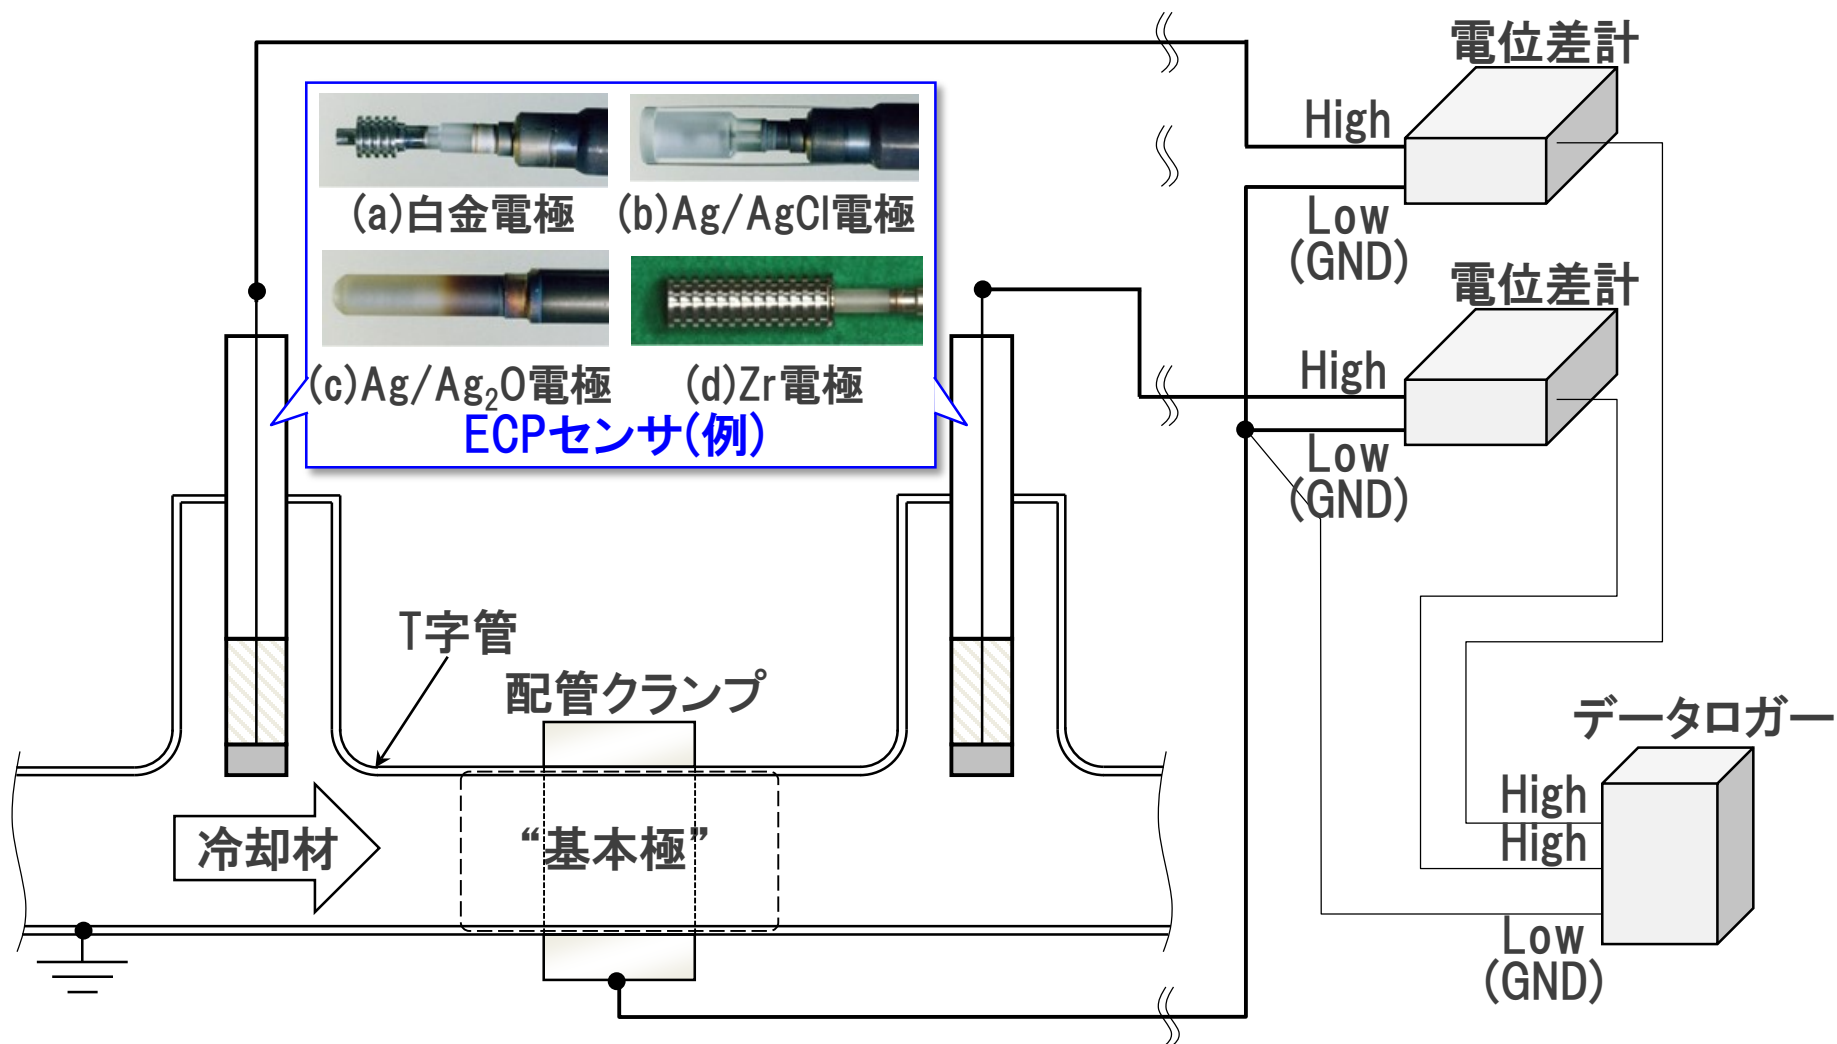 電位差計
High
Low
(GND)
(a)白金電極
(b)Ag/AgCl電極
(c)Ag/Ag₂O電極
(d)Zr電極
ECPセンサ(例)
電位差計
High
Low
(GND)
T字管
配管クランプ
冷却材
“基本極”
データロガー
High
High
Low
(GND)